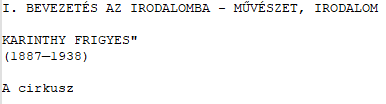 I. BEVEZETÉS AZ IRODALOMBA – MŰVÉSZET, IRODALOM
KARINTHY FRIGYES"
(1887—1938)
A cirkusz